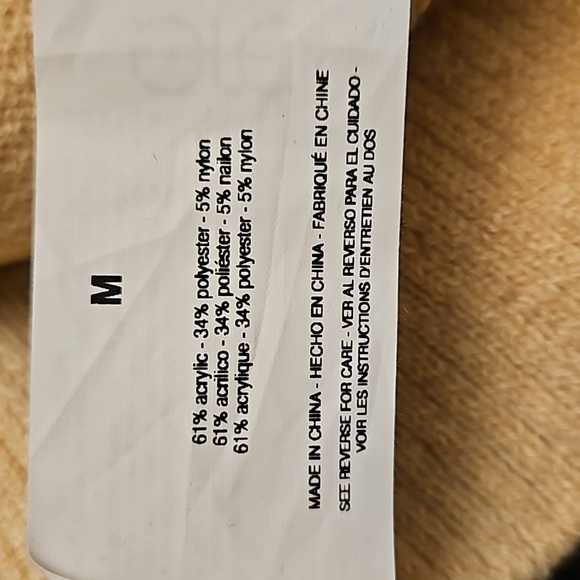 M
61% acrylic - 34% polyester - 5% nylon
61% acrílico - 34% poliéster - 5% nailon
61% acrylique - 34% polyester - 5% nylon
MADE IN CHINA - HECHO EN CHINA - FABRIQUÉ EN CHINE
SEE REVERSE FOR CARE - VER AL REVERSO PARA EL CUIDADO -
VOIR LES INSTRUCTIONS D'ENTRETIEN AU DOS